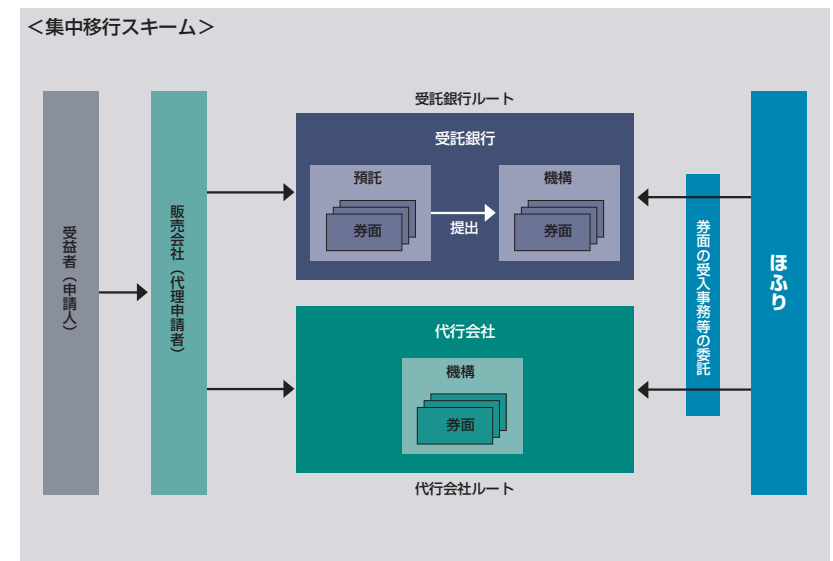 ＜集中移行スキーム＞
受益者（申請人）
販売会社（代理申請者）
受託銀行ルート
受託銀行
預託
券面
提出
機構
券面
代行会社
機構
券面
代行会社ルート
券面の受入事務等の委託
ほふり